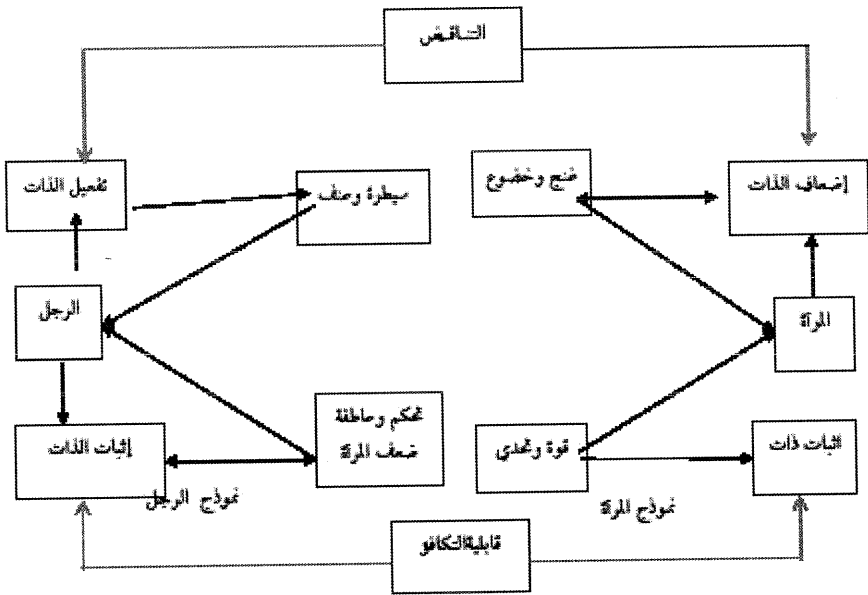 التناقض
إضعاف الذات
غنج وخضوع
سيطرة وعنف
تفعيل الذات
المرأة
الرجل
اثبات ذات
قوة وتحدي
تحكم وعاطفة
ضعف المرأة
إثبات الذات
نموذج المرأة
نموذج الرجل
قابلية التكافؤ